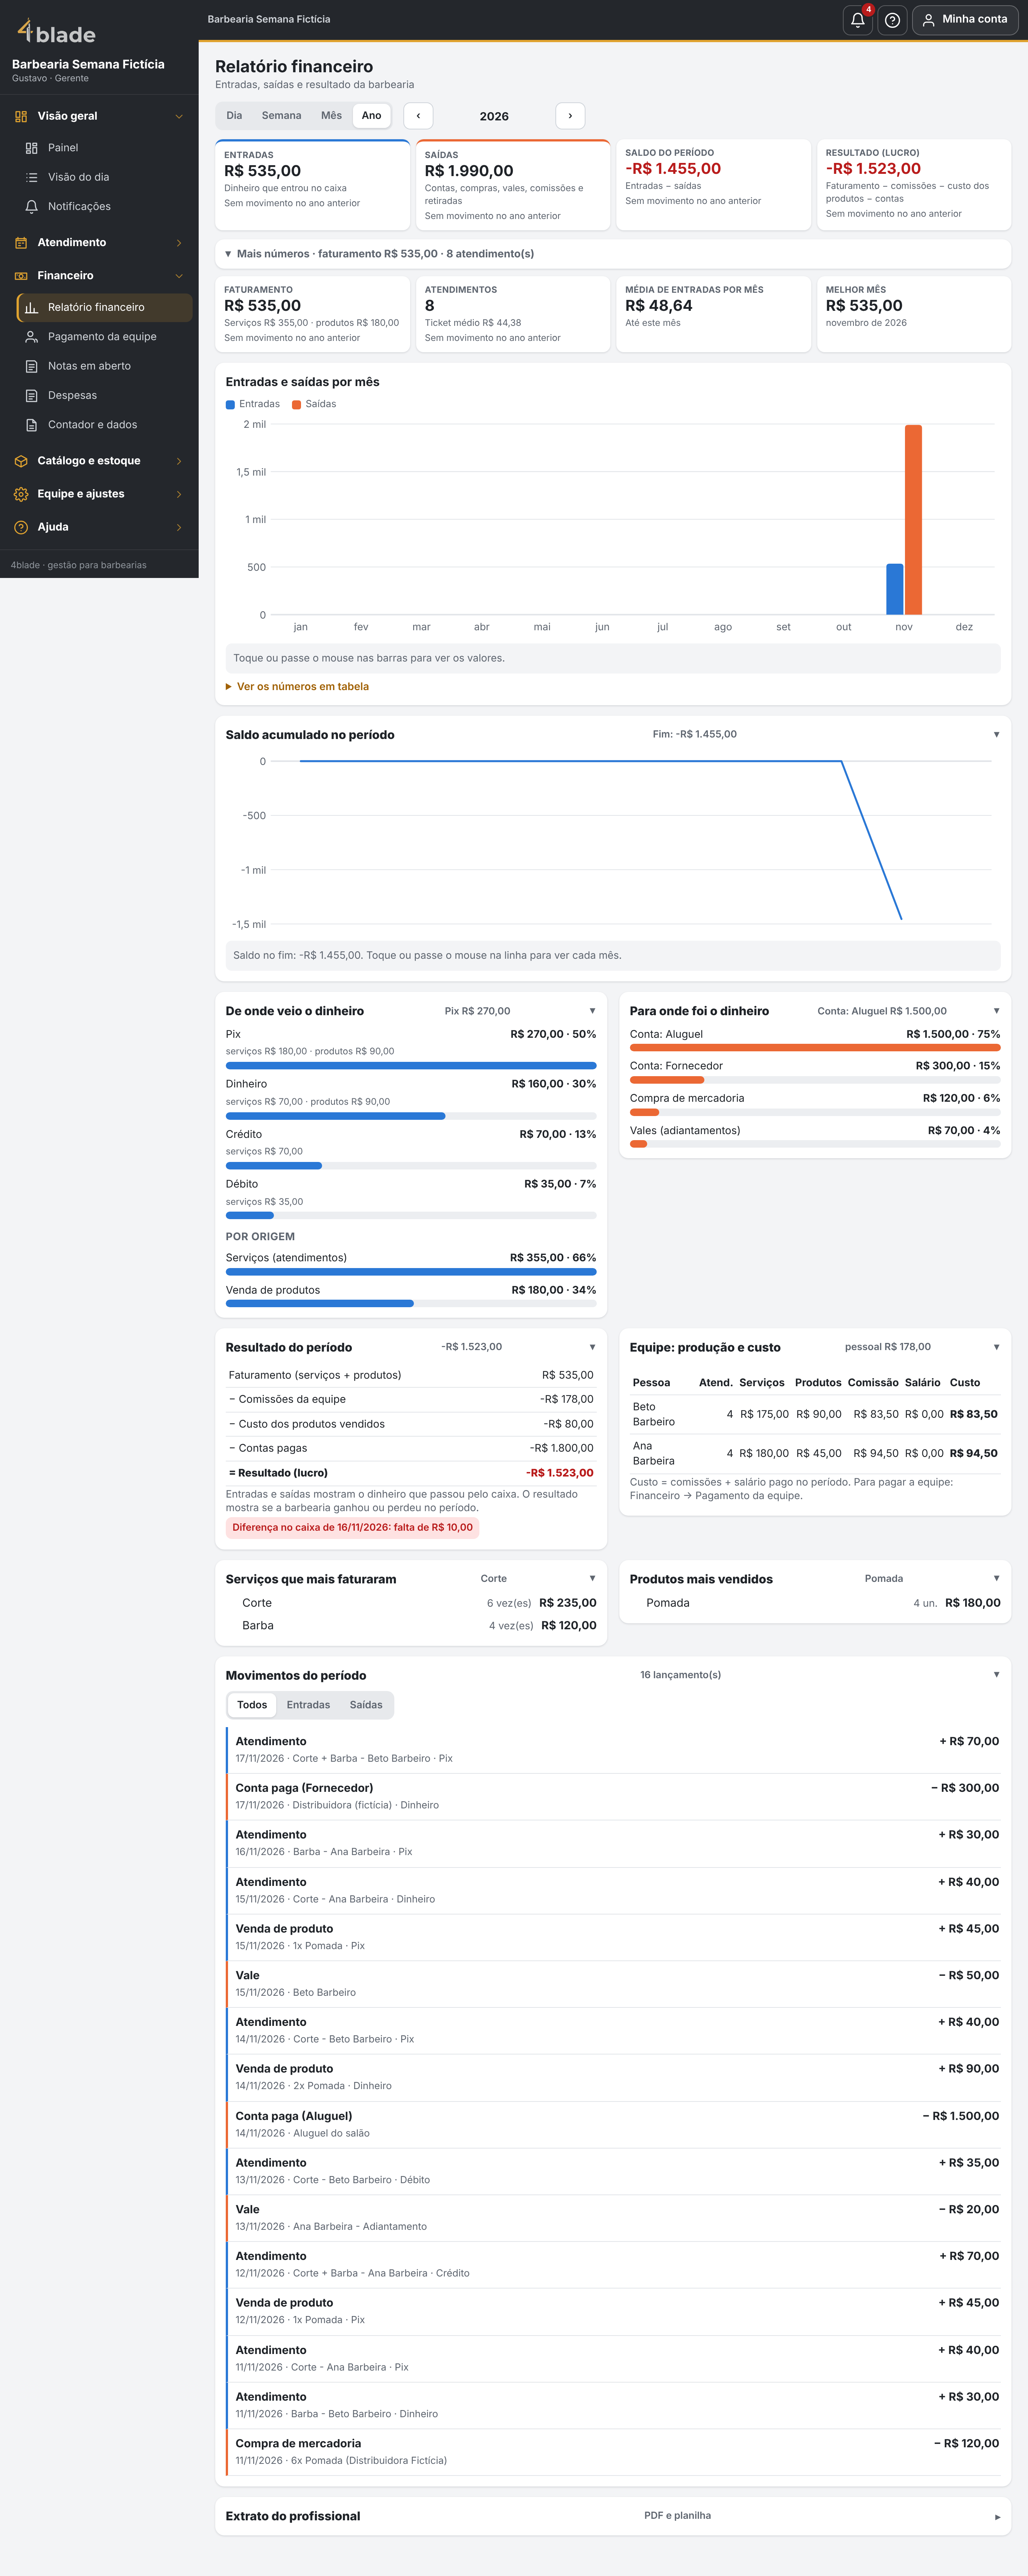 4blade
Barbearia Semana Fictícia
Gustavo · Gerente
Visão geral
Painel
Visão do dia
Notificações
Atendimento
Financeiro
Relatório financeiro
Pagamento da equipe
Notas em aberto
Despesas
Contador e dados
Catálogo e estoque
Equipe e ajustes
Ajuda
4blade · gestão para barbearias
Barbearia Semana Fictícia
4
Minha conta
Relatório financeiro
Entradas, saídas e resultado da barbearia
Dia Semana Mês Ano ‹ 2026 ›
ENTRADAS
R$ 535,00
Dinheiro que entrou no caixa
Sem movimento no ano anterior
SAÍDAS
R$ 1.990,00
Contas, compras, vales, comissões e
retiradas
Sem movimento no ano anterior
SALDO DO PERÍODO
-R$ 1.455,00
Entradas − saídas
Sem movimento no ano anterior
RESULTADO (LUCRO)
-R$ 1.523,00
Faturamento − comissões − custo dos
produtos − contas
Sem movimento no ano anterior
▼ Mais números · faturamento R$ 535,00 · 8 atendimento(s)
FATURAMENTO
R$ 535,00
Serviços R$ 355,00 · produtos R$ 180,00
Sem movimento no ano anterior
ATENDIMENTOS
8
Ticket médio R$ 44,38
Sem movimento no ano anterior
MÉDIA DE ENTRADAS POR MÊS
R$ 48,64
Até este mês
MELHOR MÊS
R$ 535,00
novembro de 2026
Entradas e saídas por mês
Entradas Saídas
2 mil
1,5 mil
1 mil
500
0
jan fev mar abr mai jun jul ago set out nov dez
Toque ou passe o mouse nas barras para ver os valores.
▶ Ver os números em tabela
Saldo acumulado no período Fim: -R$ 1.455,00 ▼
0
-500
-1 mil
-1,5 mil
Saldo no fim: -R$ 1.455,00. Toque ou passe o mouse na linha para ver cada mês.
De onde veio o dinheiro Pix R$ 270,00 ▼
Pix R$ 270,00 · 50%
serviços R$ 180,00 · produtos R$ 90,00
Dinheiro R$ 160,00 · 30%
serviços R$ 70,00 · produtos R$ 90,00
Crédito R$ 70,00 · 13%
serviços R$ 70,00
Débito R$ 35,00 · 7%
serviços R$ 35,00
POR ORIGEM
Serviços (atendimentos) R$ 355,00 · 66%
Venda de produtos R$ 180,00 · 34%
Para onde foi o dinheiro Conta: Aluguel R$ 1.500,00 ▼
Conta: Aluguel R$ 1.500,00 · 75%
Conta: Fornecedor R$ 300,00 · 15%
Compra de mercadoria R$ 120,00 · 6%
Vales (adiantamentos) R$ 70,00 · 4%
Resultado do período -R$ 1.523,00 ▼
Faturamento (serviços + produtos) R$ 535,00
− Comissões da equipe -R$ 178,00
− Custo dos produtos vendidos -R$ 80,00
− Contas pagas -R$ 1.800,00
= Resultado (lucro) -R$ 1.523,00
Entradas e saídas mostram o dinheiro que passou pelo caixa. O resultado
mostra se a barbearia ganhou ou perdeu no período.
Diferença no caixa de 16/11/2026: falta de R$ 10,00
Equipe: produção e custo pessoal R$ 178,00 ▼
Pessoa Atend. Serviços Produtos Comissão Salário Custo
Beto
Barbeiro 4 R$ 175,00 R$ 90,00 R$ 83,50 R$ 0,00 R$ 83,50
Ana
Barbeira 4 R$ 180,00 R$ 45,00 R$ 94,50 R$ 0,00 R$ 94,50
Custo = comissões + salário pago no período. Para pagar a equipe:
Financeiro → Pagamento da equipe.
Serviços que mais faturaram Corte ▼
Corte 6 vez(es) R$ 235,00
Barba 4 vez(es) R$ 120,00
Produtos mais vendidos Pomada ▼
Pomada 4 un. R$ 180,00
Movimentos do período 16 lançamento(s) ▼
Todos Entradas Saídas
Atendimento + R$ 70,00
17/11/2026 · Corte + Barba - Beto Barbeiro · Pix
Conta paga (Fornecedor) − R$ 300,00
17/11/2026 · Distribuidora (fictícia) · Dinheiro
Atendimento + R$ 30,00
16/11/2026 · Barba - Ana Barbeira · Pix
Atendimento + R$ 40,00
15/11/2026 · Corte - Ana Barbeira · Dinheiro
Venda de produto + R$ 45,00
15/11/2026 · 1x Pomada · Pix
Vale − R$ 50,00
15/11/2026 · Beto Barbeiro
Atendimento + R$ 40,00
14/11/2026 · Corte - Beto Barbeiro · Pix
Venda de produto + R$ 90,00
14/11/2026 · 2x Pomada · Dinheiro
Conta paga (Aluguel) − R$ 1.500,00
14/11/2026 · Aluguel do salão
Atendimento + R$ 35,00
13/11/2026 · Corte - Beto Barbeiro · Débito
Vale − R$ 20,00
13/11/2026 · Ana Barbeira - Adiantamento
Atendimento + R$ 70,00
12/11/2026 · Corte + Barba - Ana Barbeira · Crédito
Venda de produto + R$ 45,00
12/11/2026 · 1x Pomada · Pix
Atendimento + R$ 40,00
11/11/2026 · Corte - Ana Barbeira · Pix
Atendimento + R$ 30,00
11/11/2026 · Barba - Beto Barbeiro · Dinheiro
Compra de mercadoria − R$ 120,00
11/11/2026 · 6x Pomada (Distribuidora Fictícia)
Extrato do profissional PDF e planilha ▶